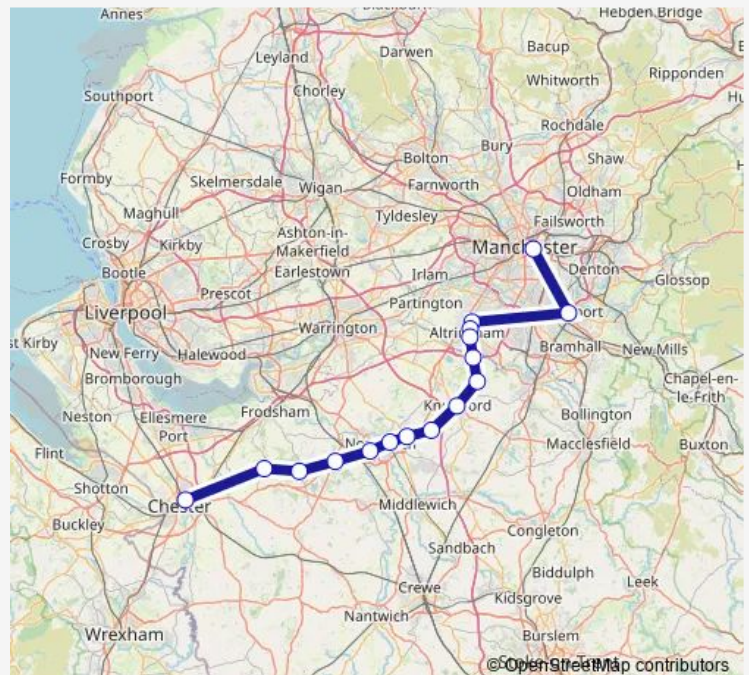 Annes
Hebden Bridge
Darwen
Bacup
Leyland
Whitworth
Ripponden
Southport
Chorley
Rochdale
Bolton
Bury
Shaw
Formby
Skelmersdale
Wigan
Farnworth
Oldham
Maghull
Tyldesley
Failsworth
Crosby
Kirkby
Ashton-in-
Makerfield
Manchester
Bootle
Earlestown
Irlam
Denton
Glossop
Prescot
Partington
Liverpool
Warrington
st Kirby
New Ferry
Halewood
Bramhall
New Mills
Bromborough
Chapel-en-
le-Frith
Neston
Ellesmere
Port
Frodsham
Bollington
Flint
Macclesfield
Buxton
Shotton
Chester
Buckley
Middlewich
Congleton
Sandbach
Biddulph
Leek
Crewe
Kidsgrove
Nantwich
Wrexham
Burslem
© OpenStreetMap contributors